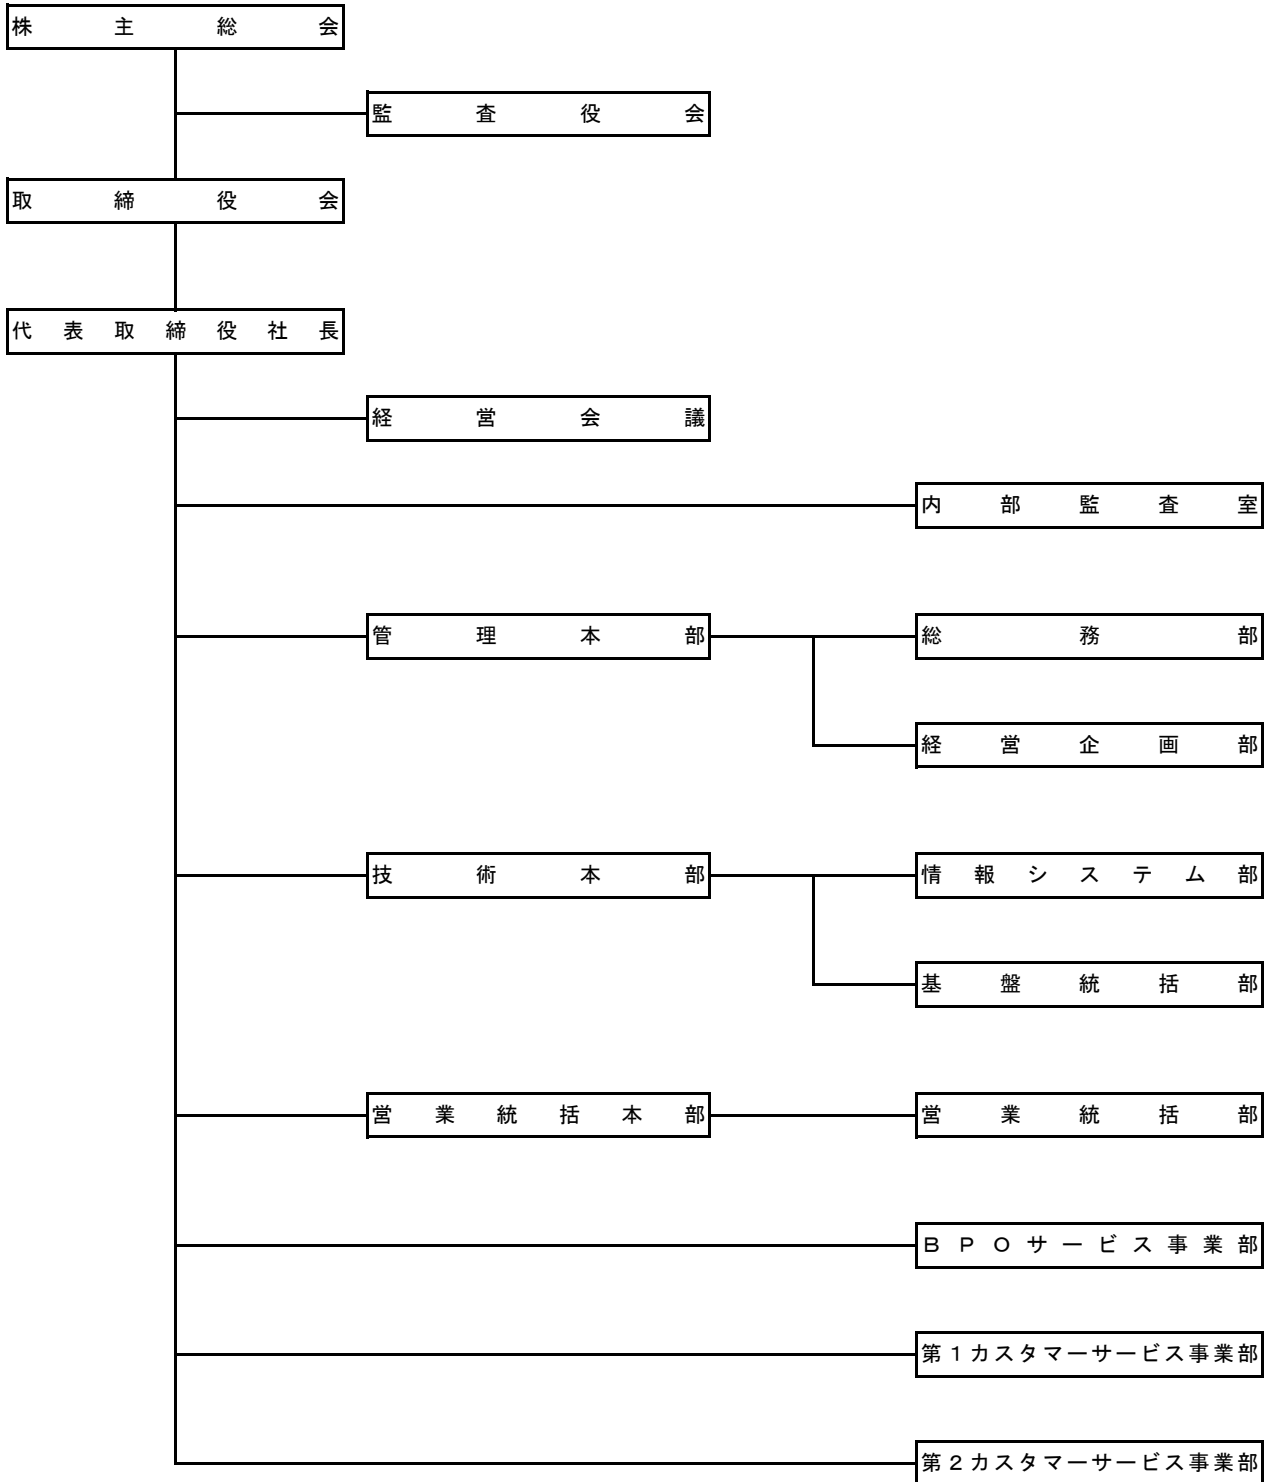 株主総会
監査役会
取締役会
代表取締役社長
経営会議
内部監査室
管理本部
総務部
経営企画部
技術本部
情報システム部
基盤統括部
営業統括本部
営業統括部
ＢＰＯサービス事業部
第１カスタマーサービス事業部
第２カスタマーサービス事業部